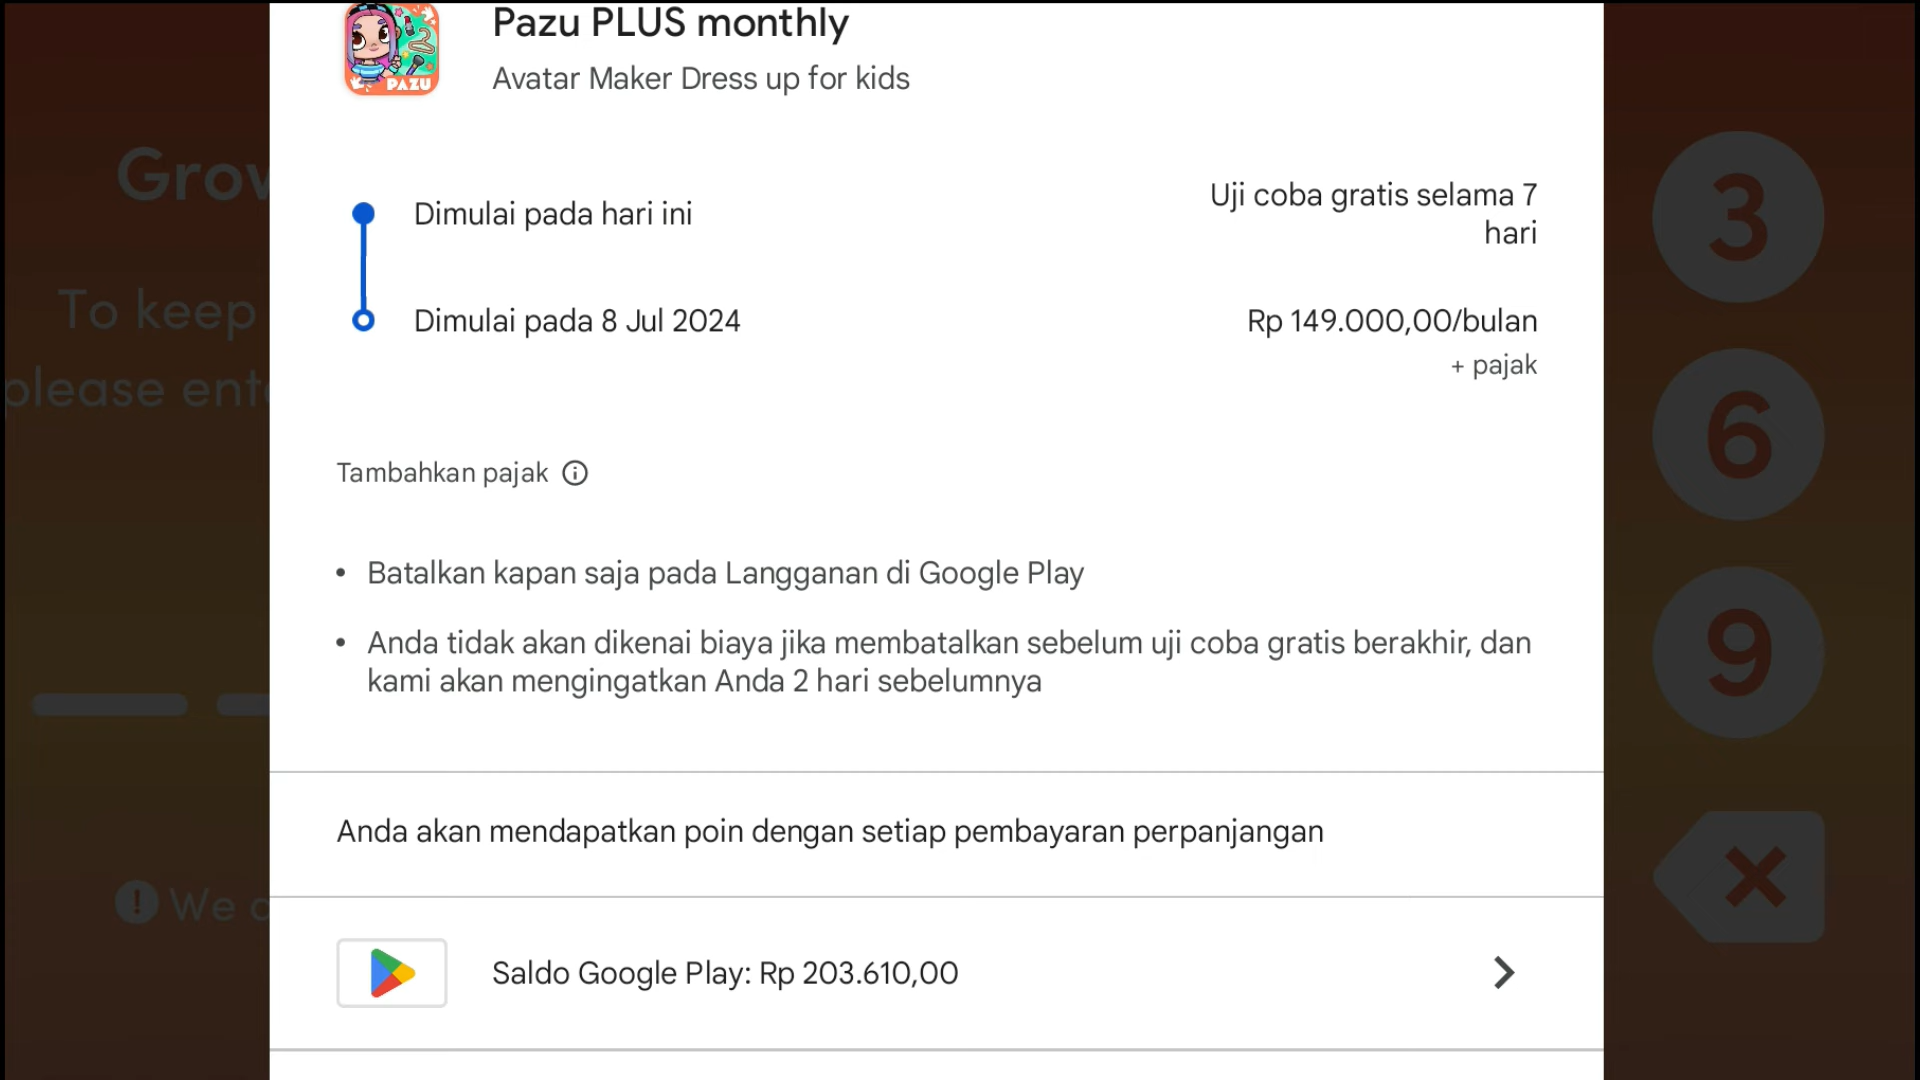 Pazu PLUS monthly
Avatar Maker Dress up for kids
PAZU
Dimulai pada hari ini
Uji coba gratis selama 7
hari
Dimulai pada 8 Jul 2024
Rp 149.000,00/bulan
+ pajak
Tambahkan pajak
• Batalkan kapan saja pada Langganan di Google Play
• Anda tidak akan dikenai biaya jika membatalkan sebelum uji coba gratis berakhir, dan
kami akan mengingatkan Anda 2 hari sebelumnya
Anda akan mendapatkan poin dengan setiap pembayaran perpanjangan
Saldo Google Play: Rp 203.610,00
To keep
please
We
3
6
9